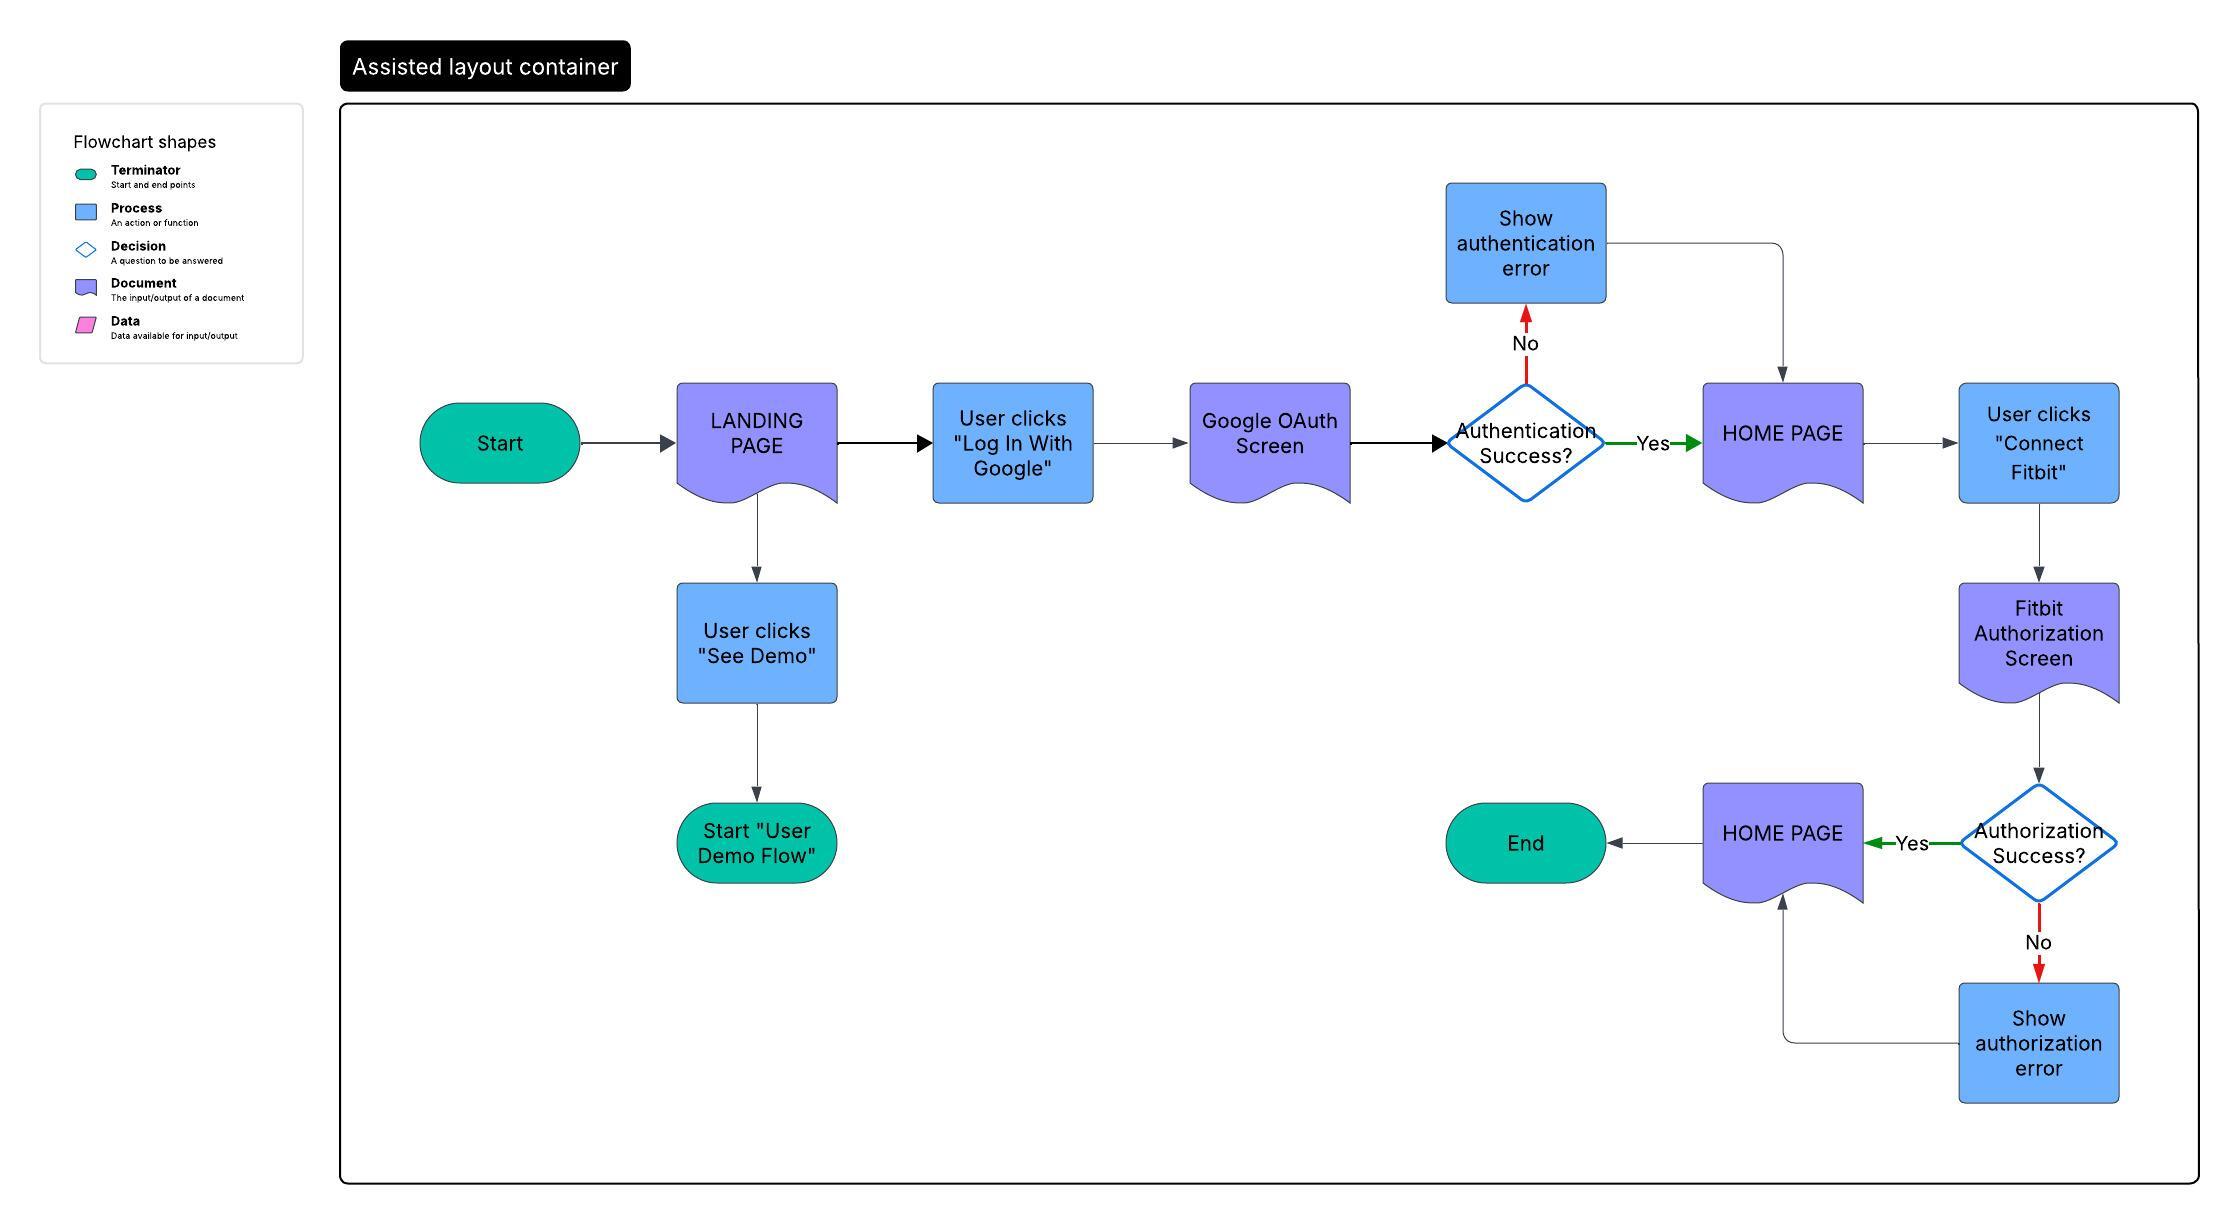 Assisted layout container
Flowchart shapes
Terminator
Start and end points
Process
An action or function
Decision
A question to be answered
Document
The input/output of a document
Data
Data available for input/output
Show
authentication
error
No
Start
LANDING
PAGE
User clicks
"Log In With
Google"
Google OAuth
Screen
Authentication
Success?
Yes
HOME PAGE
User clicks
"Connect
Fitbit"
User clicks
"See Demo"
Fitbit
Authorization
Screen
Start "User
Demo Flow"
End
HOME PAGE
Yes
Authorization
Success?
No
Show
authorization
error